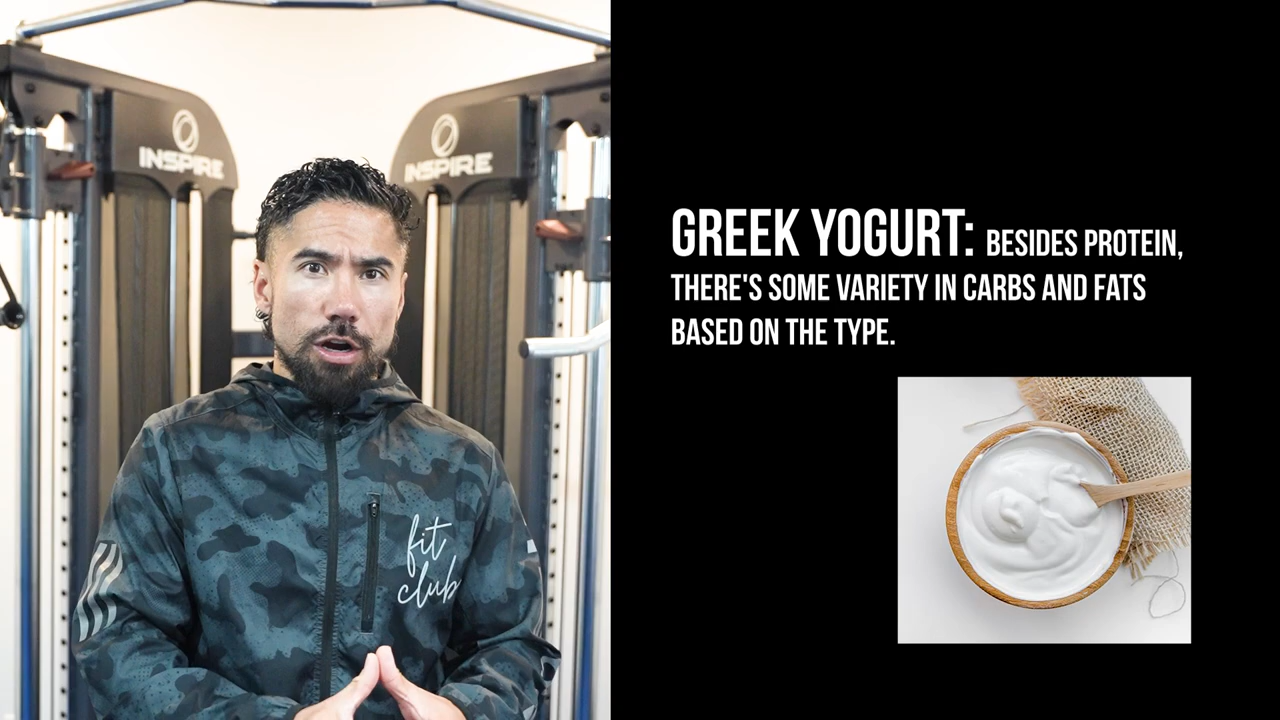 INSPIRE
INSPIRE
fit
club
GREEK YOGURT: BESIDES PROTEIN,
THERE'S SOME VARIETY IN CARBS AND FATS
BASED ON THE TYPE.